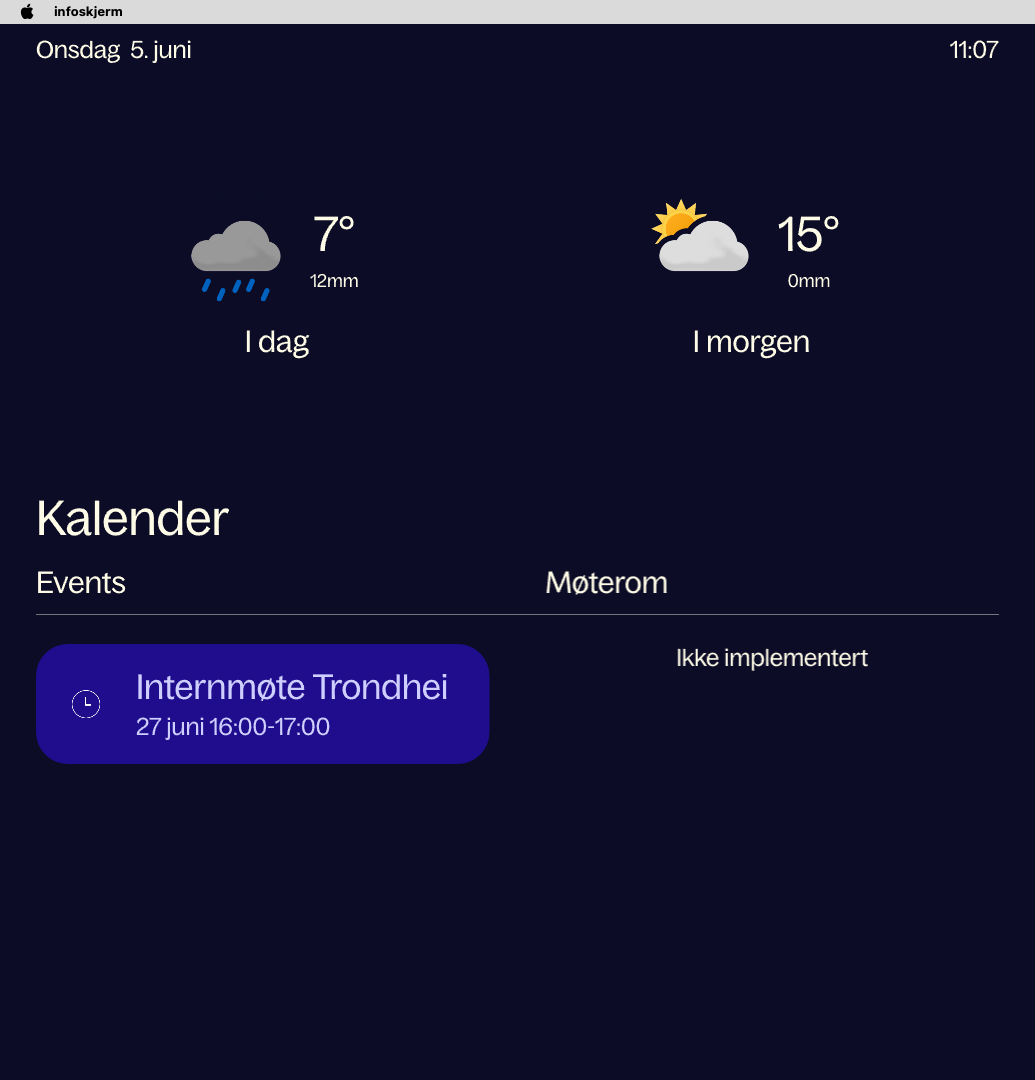 infoskjerm
Onsdag 5. juni
11:07
7°
12mm
I dag
15°
0mm
I morgen
Kalender
Events
Møterom
Internmøte Trondhei
27 juni 16:00-17:00
Ikke implementert